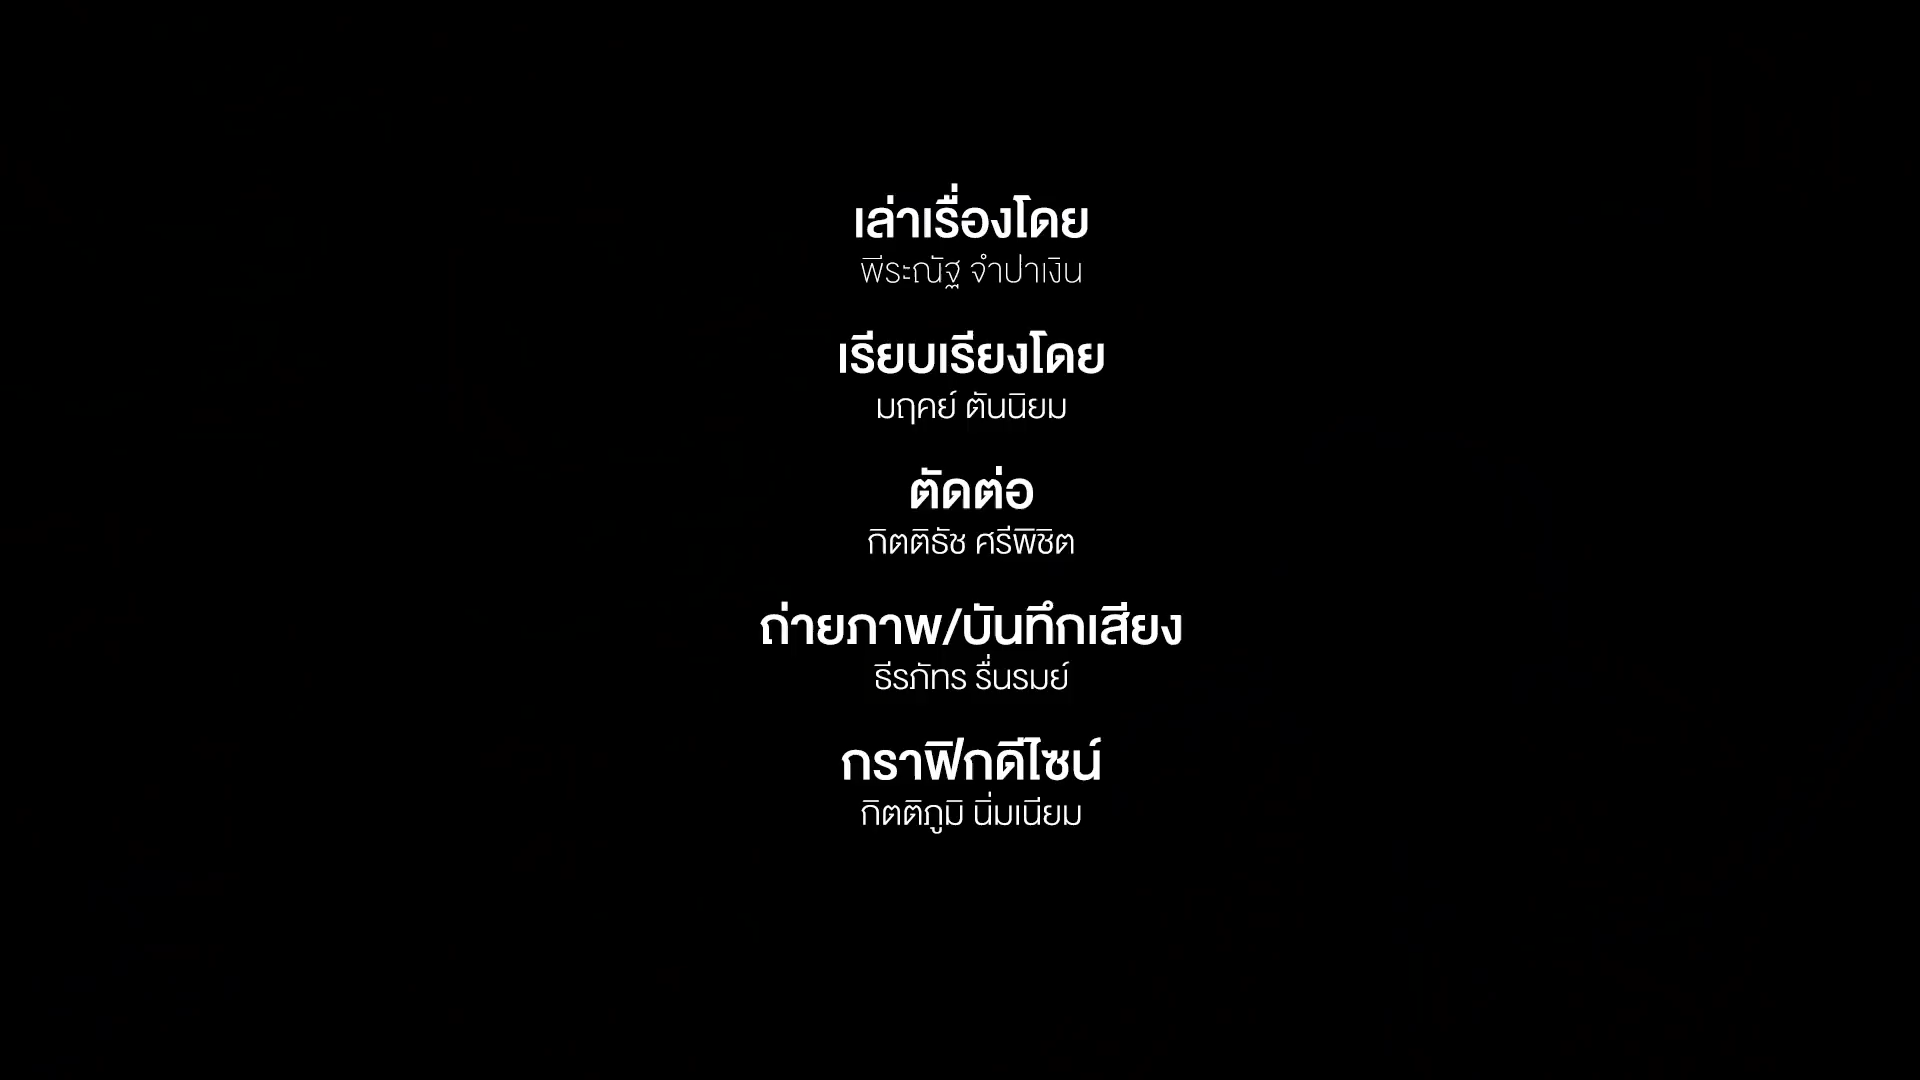 เล่าเรื่องโดย
พีระณัฐ จำปาเงิน
เรียบเรียงโดย
มฤคย์ ตันนิยม
ตัดต่อ
กิตติธัช ศรีพิชิต
ถ่ายภาพ/บันทึกเสียง
ธีรภัทร รื่นรมย์
กราฟิกดีไซน์
กิตติภูมิ นิ่มเนียม